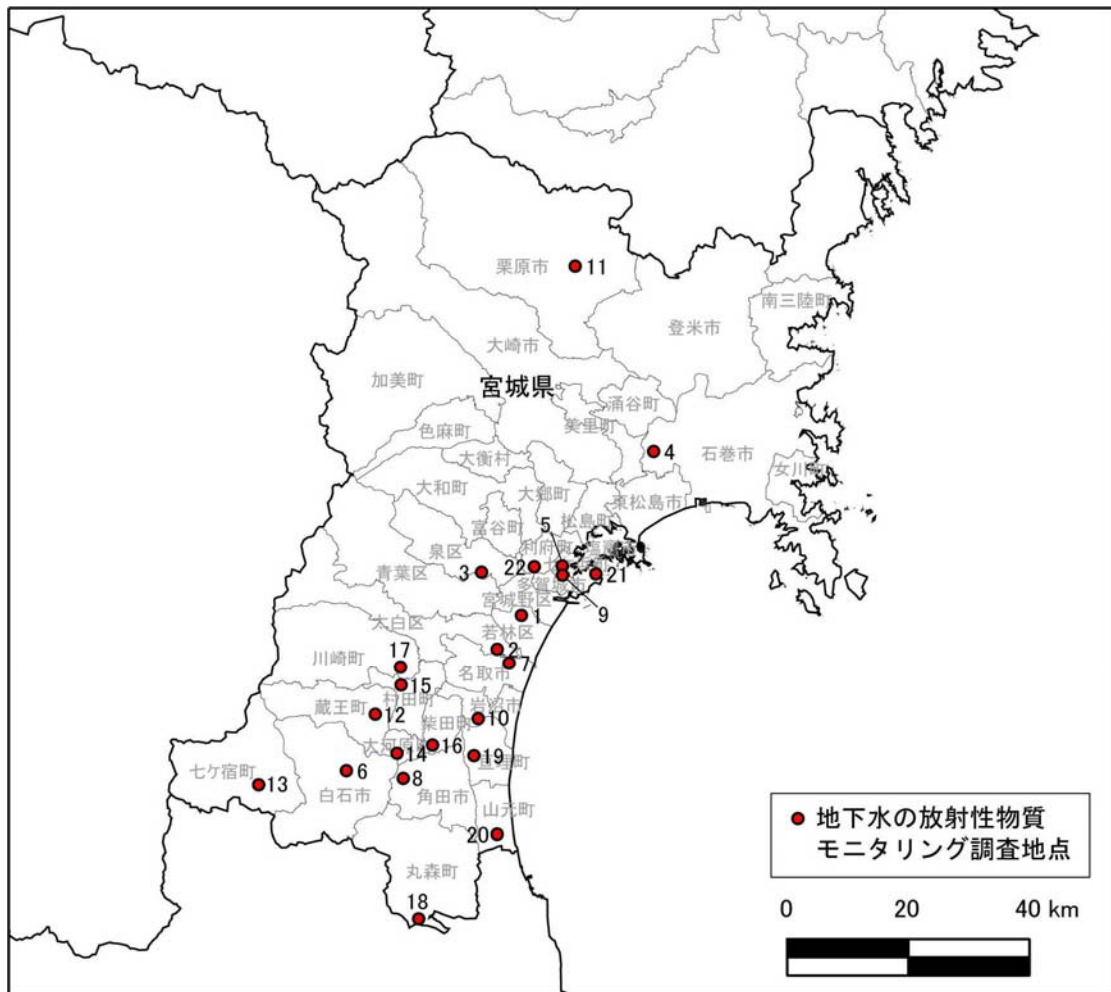 栗原市
11
南三陸町
登米市
大崎市
加美町
宮城県
涌谷町
美里町
色麻町
4
石巻市
大衡村
女川町
大和町
大郷町
東松島市
松島町
5
富谷町
利府町
泉区
22
青葉区
3
21
多賀城市
宮城野区
9
1
太白区
若林区
2
川崎町
17
7
名取市
15
村田町
蔵王町
12
岩沼市
柴田町
10
大河原町
16
14
19
亘理町
七ケ宿町
6
8
13
白石市
角田市
山元町
20
丸森町
18
地下水の放射性物質
モニタリング調査地点
0 20 40 km